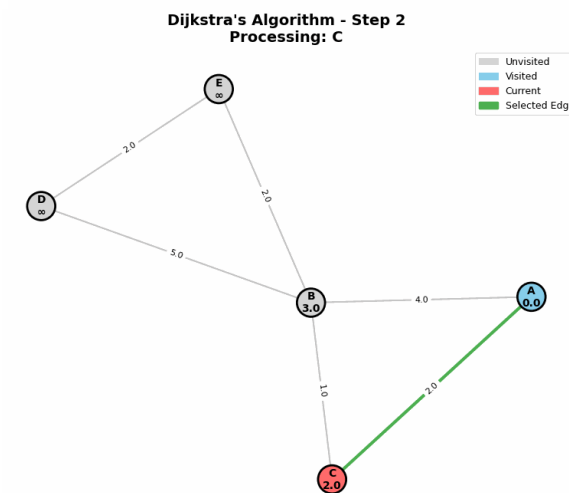 Dijkstra's Algorithm - Step 2
Processing: C
Unvisited
Visited
Current
Selected Edg
E
∞
2.0
2.0
D
∞
5.0
B
3.0
4.0
A
0.0
1.0
2.0
C
2.0